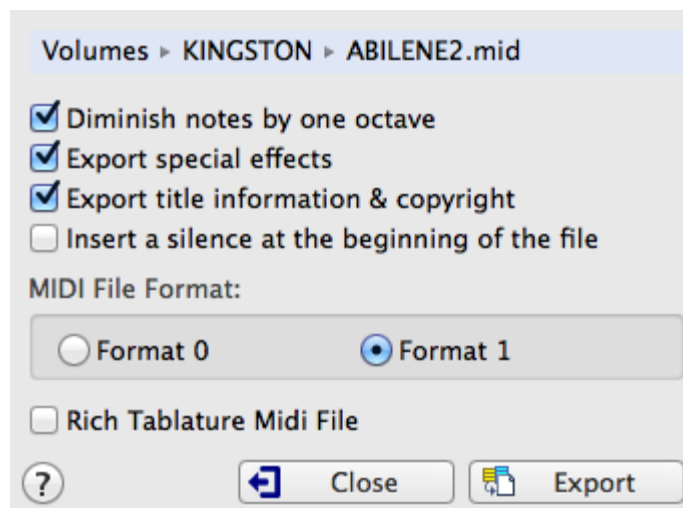 Volumes ▸ KINGSTON ▸ ABILENE2.mid
Diminish notes by one octave
Export special effects
Export title information & copyright
Insert a silence at the beginning of the file
MIDI File Format:
Format 0 Format 1
Rich Tablature Midi File
? Close Export